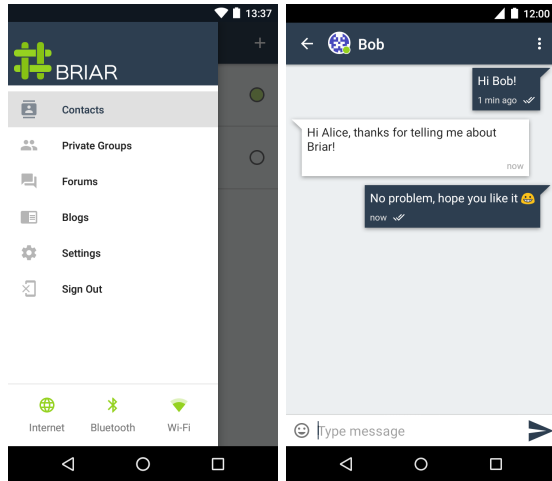 13:37
BRIAR
Contacts
Private Groups
Forums
Blogs
Settings
Sign Out
Internet
Bluetooth
Wi-Fi
12:00
Bob
Hi Bob!
1 min ago
Hi Alice, thanks for telling me about
Briar!
now
No problem, hope you like it 😀
now
Type message